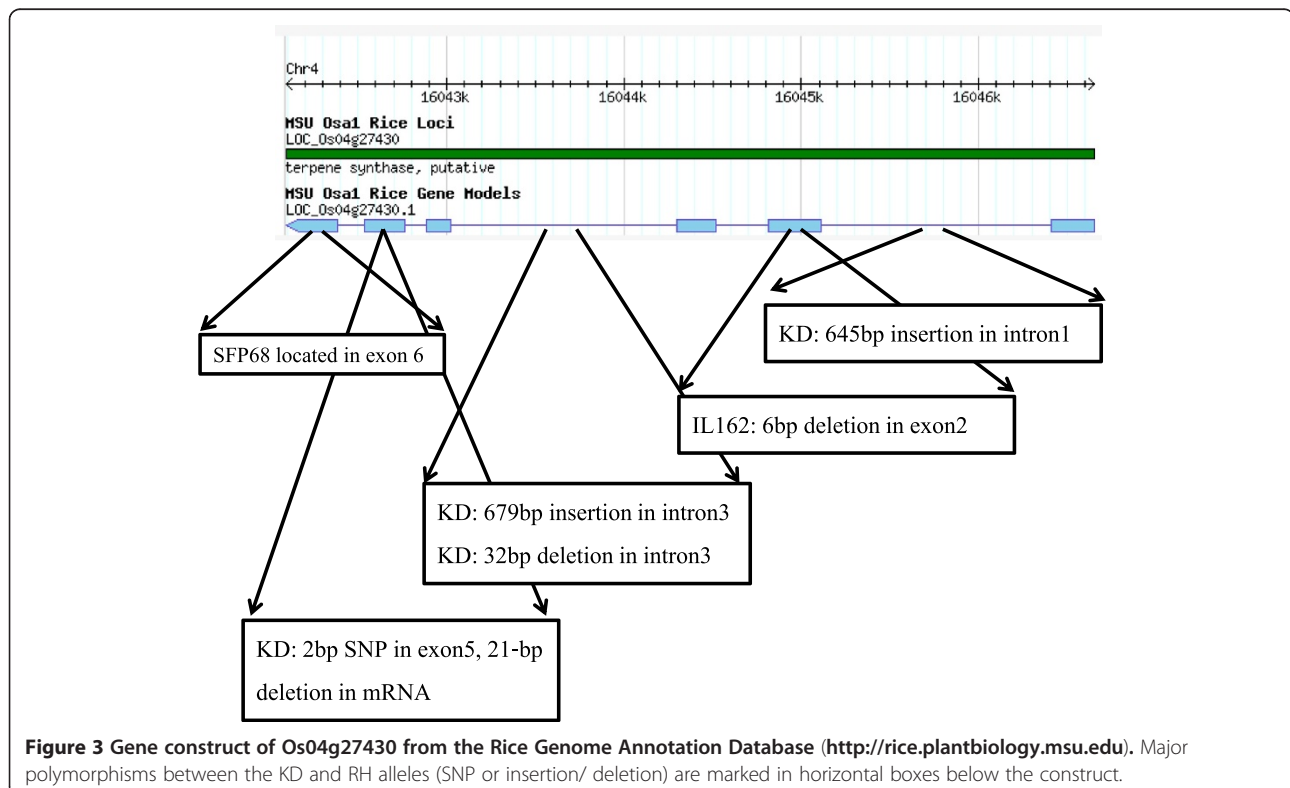 Chr4
16043k 16044k 16045k 16046k
MSU Osa1 Rice Loci
LOC_Os04g27430
terpene synthase, putative
MSU Osa1 Rice Gene Models
LOC_Os04g27430.1
KD: 645bp insertion in intron1
SFP68 located in exon 6
IL162: 6bp deletion in exon2
KD: 679bp insertion in intron3
KD: 32bp deletion in intron3
KD: 2bp SNP in exon5, 21-bp
deletion in mRNA
Figure 3 Gene construct of Os04g27430 from the Rice Genome Annotation Database (http://rice.plantbiology.msu.edu). Major
polymorphisms between the KD and RH alleles (SNP or insertion/ deletion) are marked in horizontal boxes below the construct.